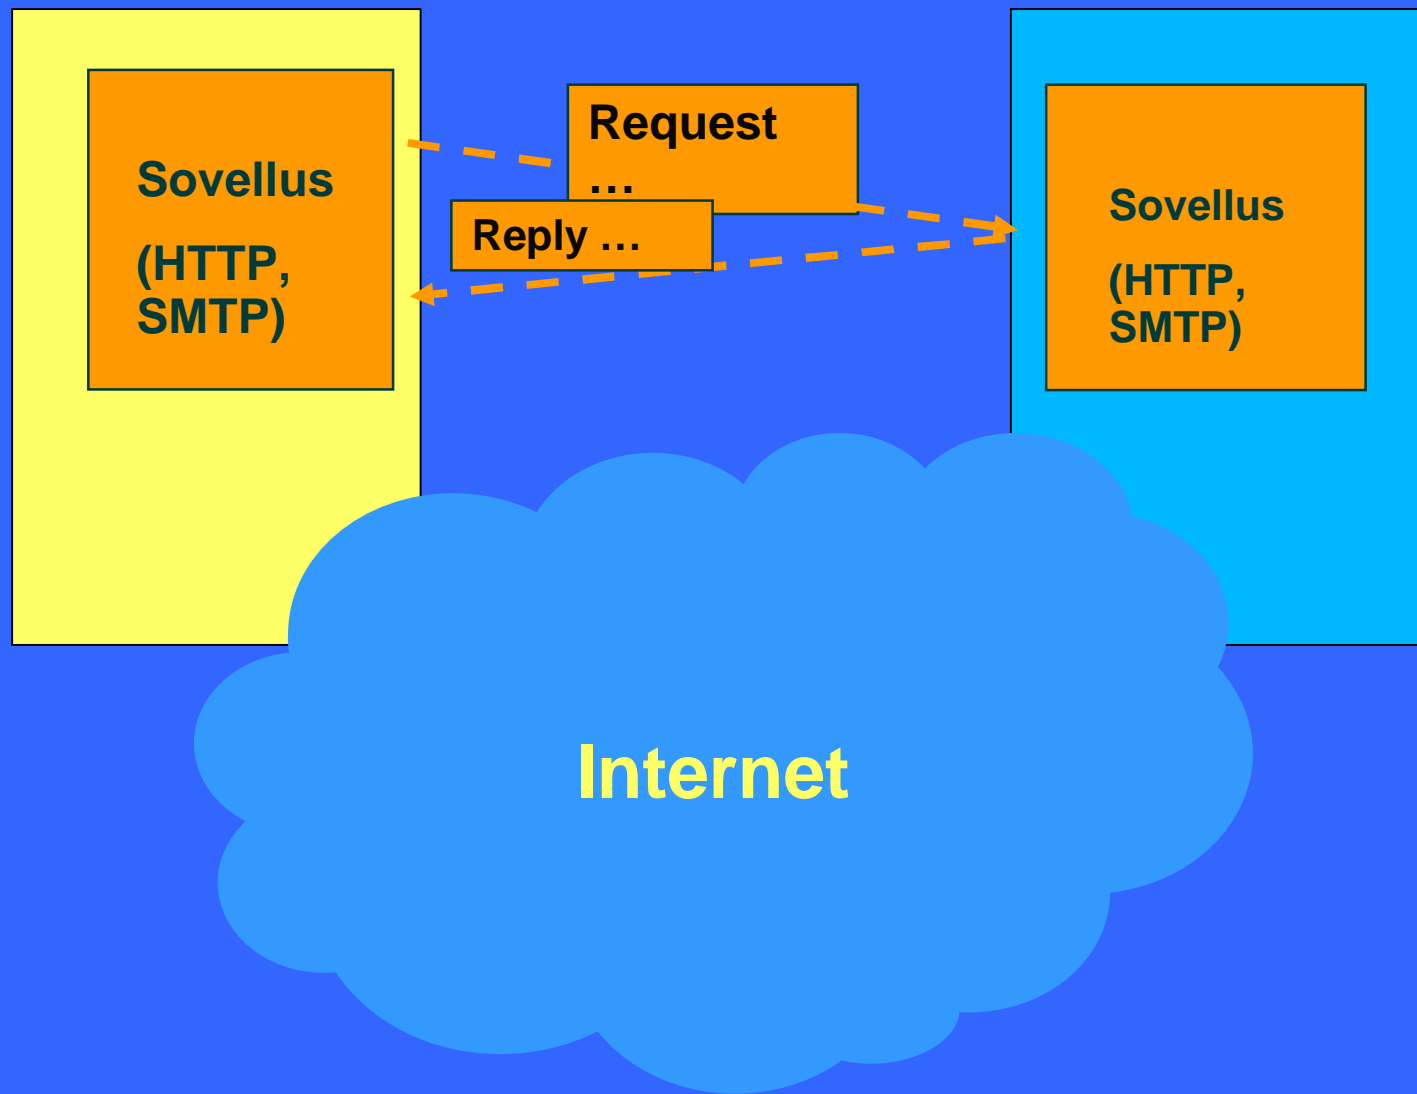 Sovellus
(HTTP,
SMTP)
Request
…
Reply …
Sovellus
(HTTP,
SMTP)
Internet